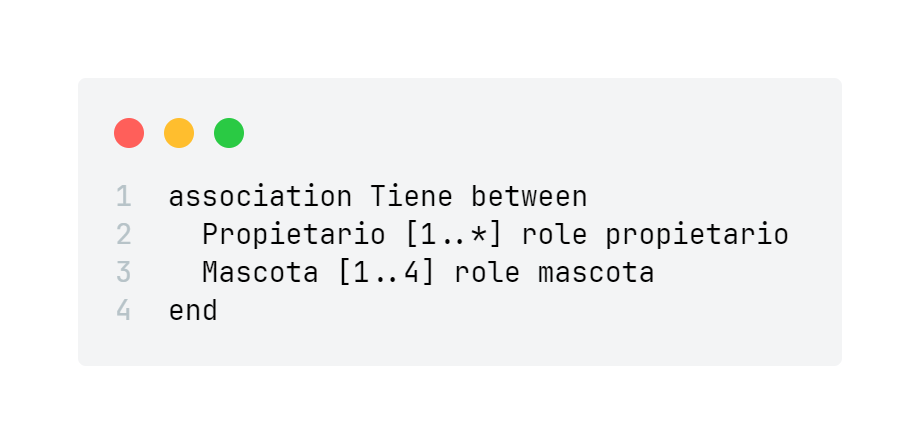 1 association Tiene between
2 Propietario [1..*] role propietario
3 Mascota [1..4] role mascota
4 end